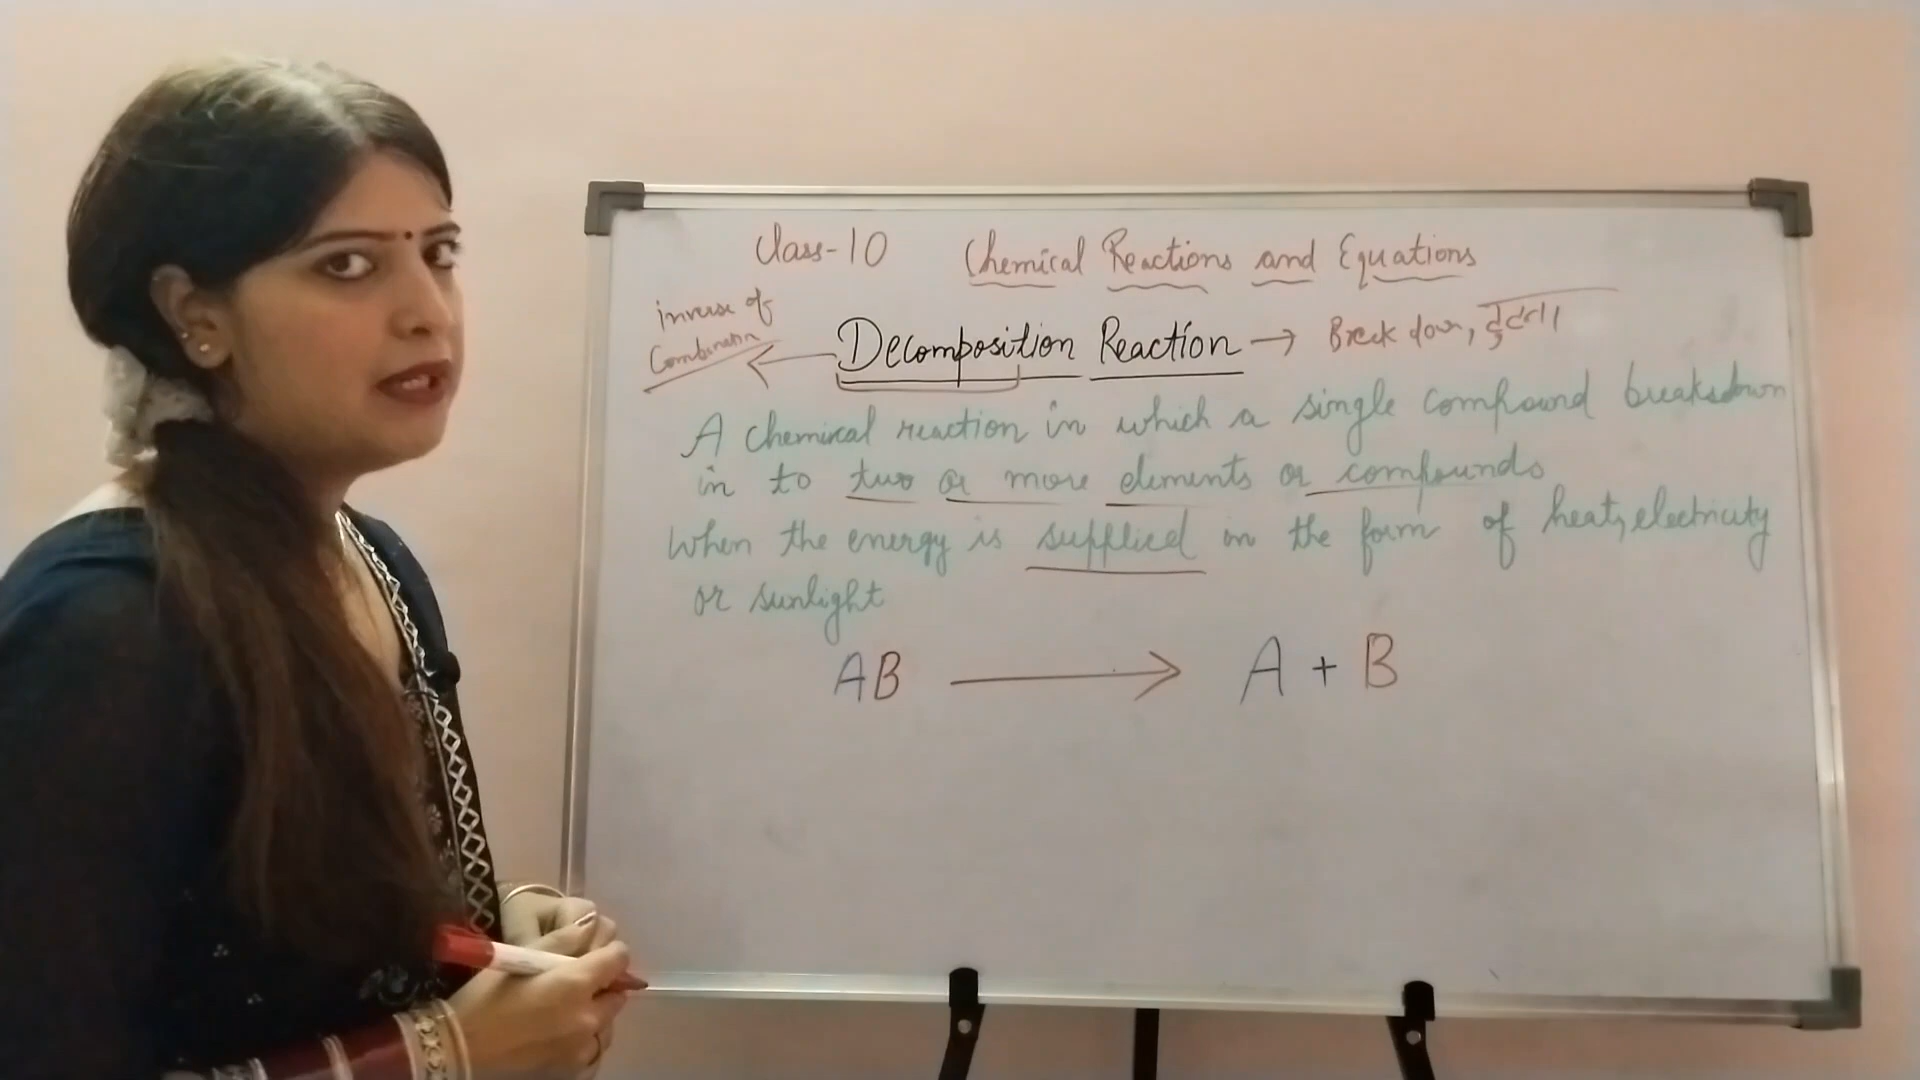 Class-10 Chemical Reactions and Equations
inverse of
Combination
Decomposition Reaction → Break down, टुटना
A chemical reaction in which a single compound breaksdown
in to two or more elements or compounds
When the energy is supplied in the form of heat, electricity
or sunlight
AB → A + B